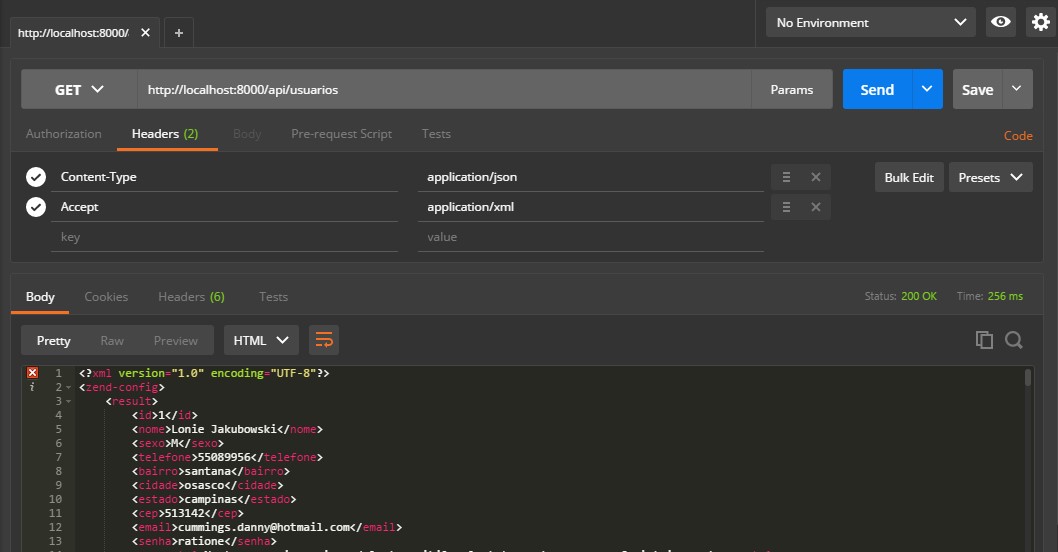 http://localhost:8000/
No Environment
GET http://localhost:8000/api/usuarios Params Send Save
Authorization Headers (2) Body Pre-request Script Tests Code
Content-Type application/json Bulk Edit Presets
Accept application/xml
key value
Body Cookies Headers (6) Tests Status: 200 OK Time: 256 ms
Pretty Raw Preview HTML
1 <?xml version="1.0" encoding="UTF-8"?>
2 <zend-config>
3 <result>
4 <id>1</id>
5 <nome>Lonie Jakubowski</nome>
6 <sexo>M</sexo>
7 <telefone>55089956</telefone>
8 <bairro>santana</bairro>
9 <cidade>osasco</cidade>
10 <estado>campinas</estado>
11 <cep>513142</cep>
12 <email>cummings.danny@hotmail.com</email>
13 <senha>ratione</senha>